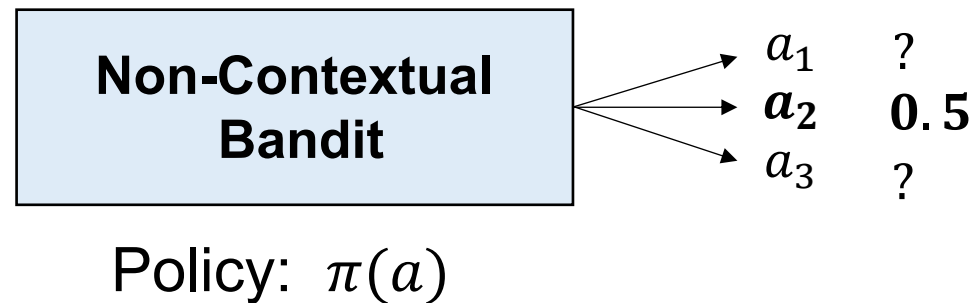 Non-Contextual
Bandit
a₁ ?
a₂ 0.5
a₃ ?
Policy: π(a)